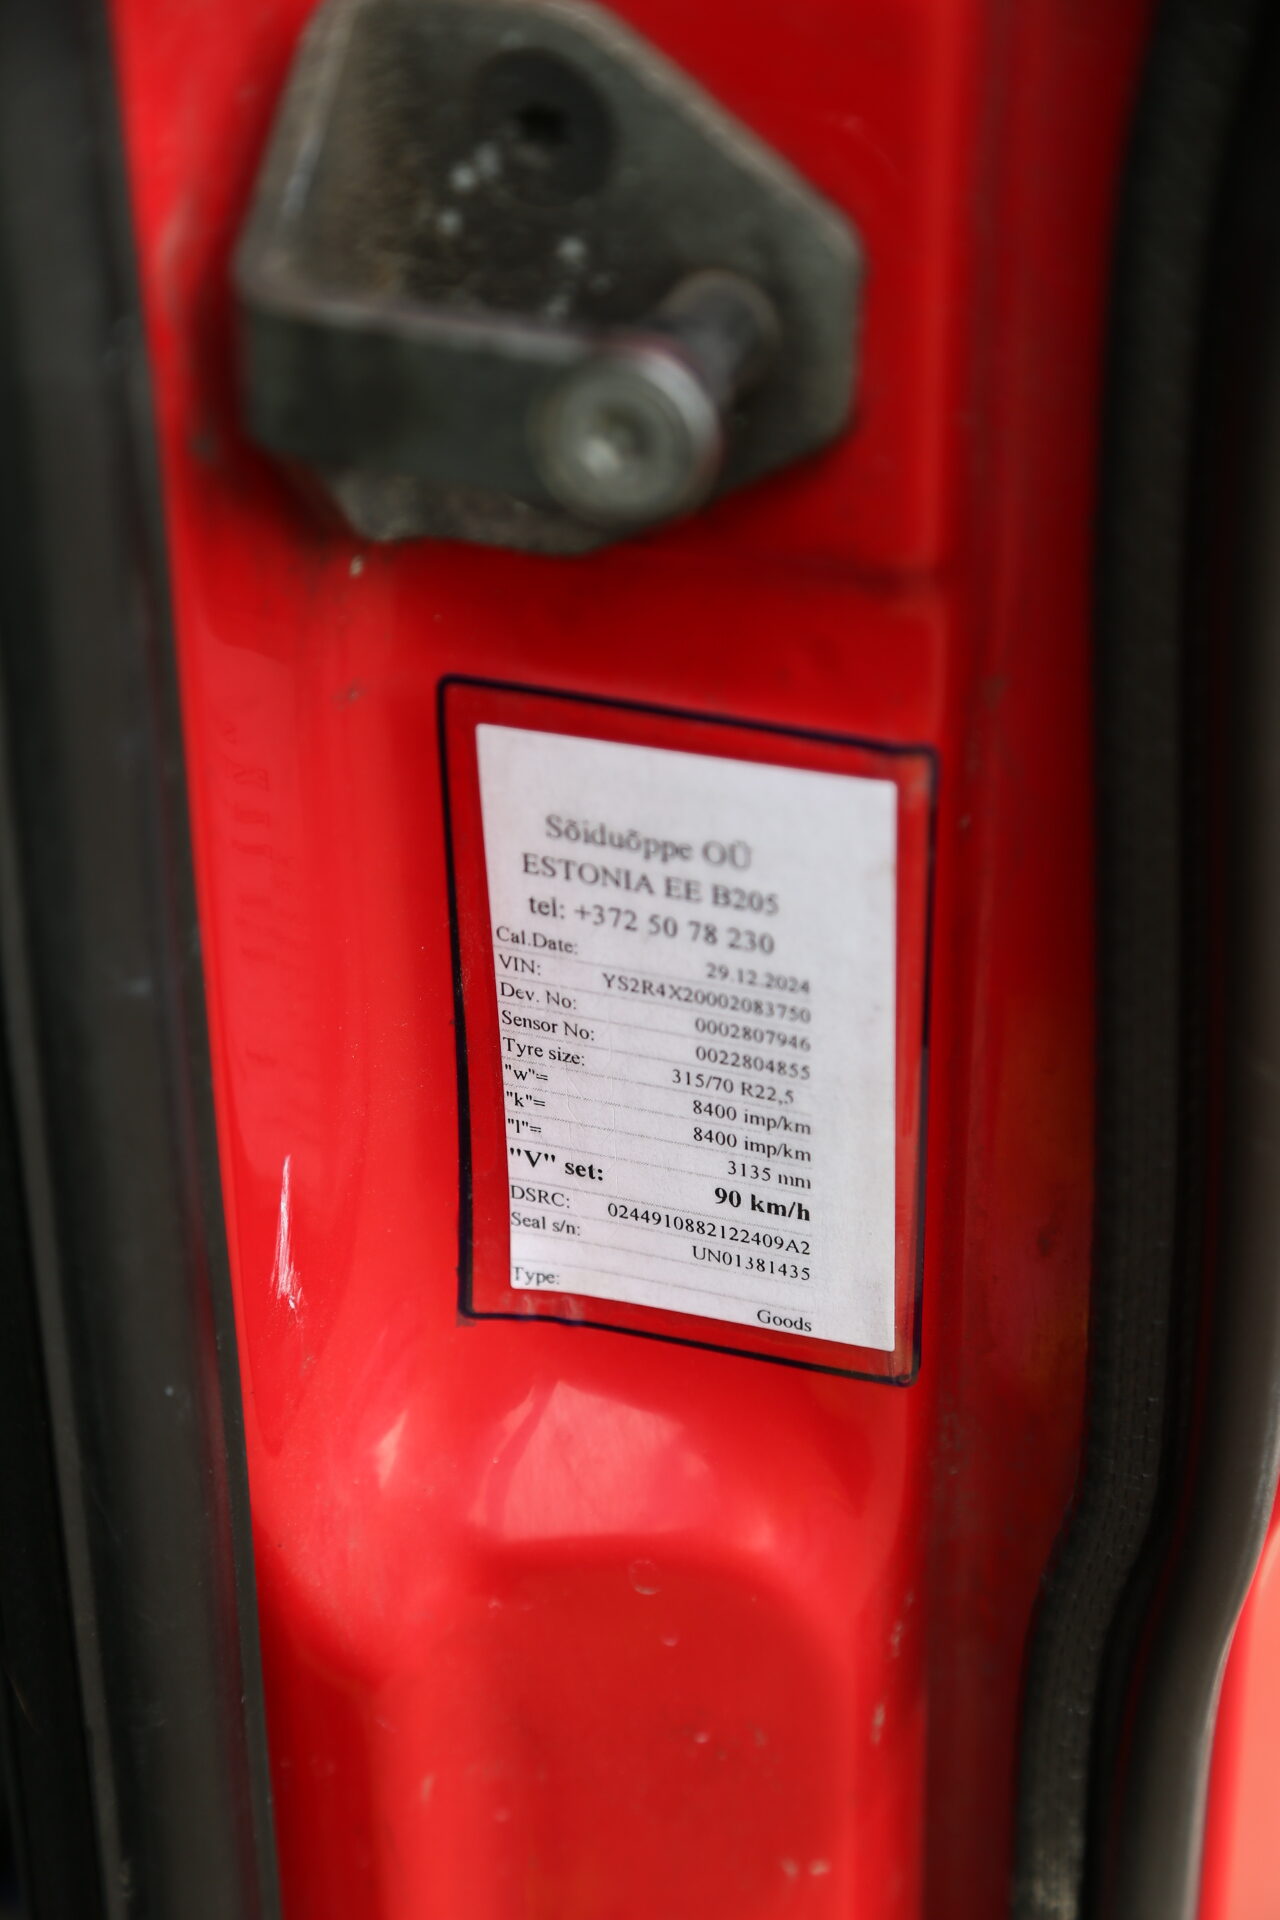 Sõiduõppe OÜ
ESTONIA EE B205
tel: +372 50 78 230
Cal.Date: 29.12.2024
VIN: YS2R4X20002083750
Dev. No: 0002807946
Sensor No: 0022804855
Tyre size: 315/70 R22,5
"w"= 8400 imp/km
"k"= 8400 imp/km
"l"= 3135 mm
"V" set: 90 km/h
DSRC: 0244910882122409A2
Seal s/n: UN01381435
Type: Goods